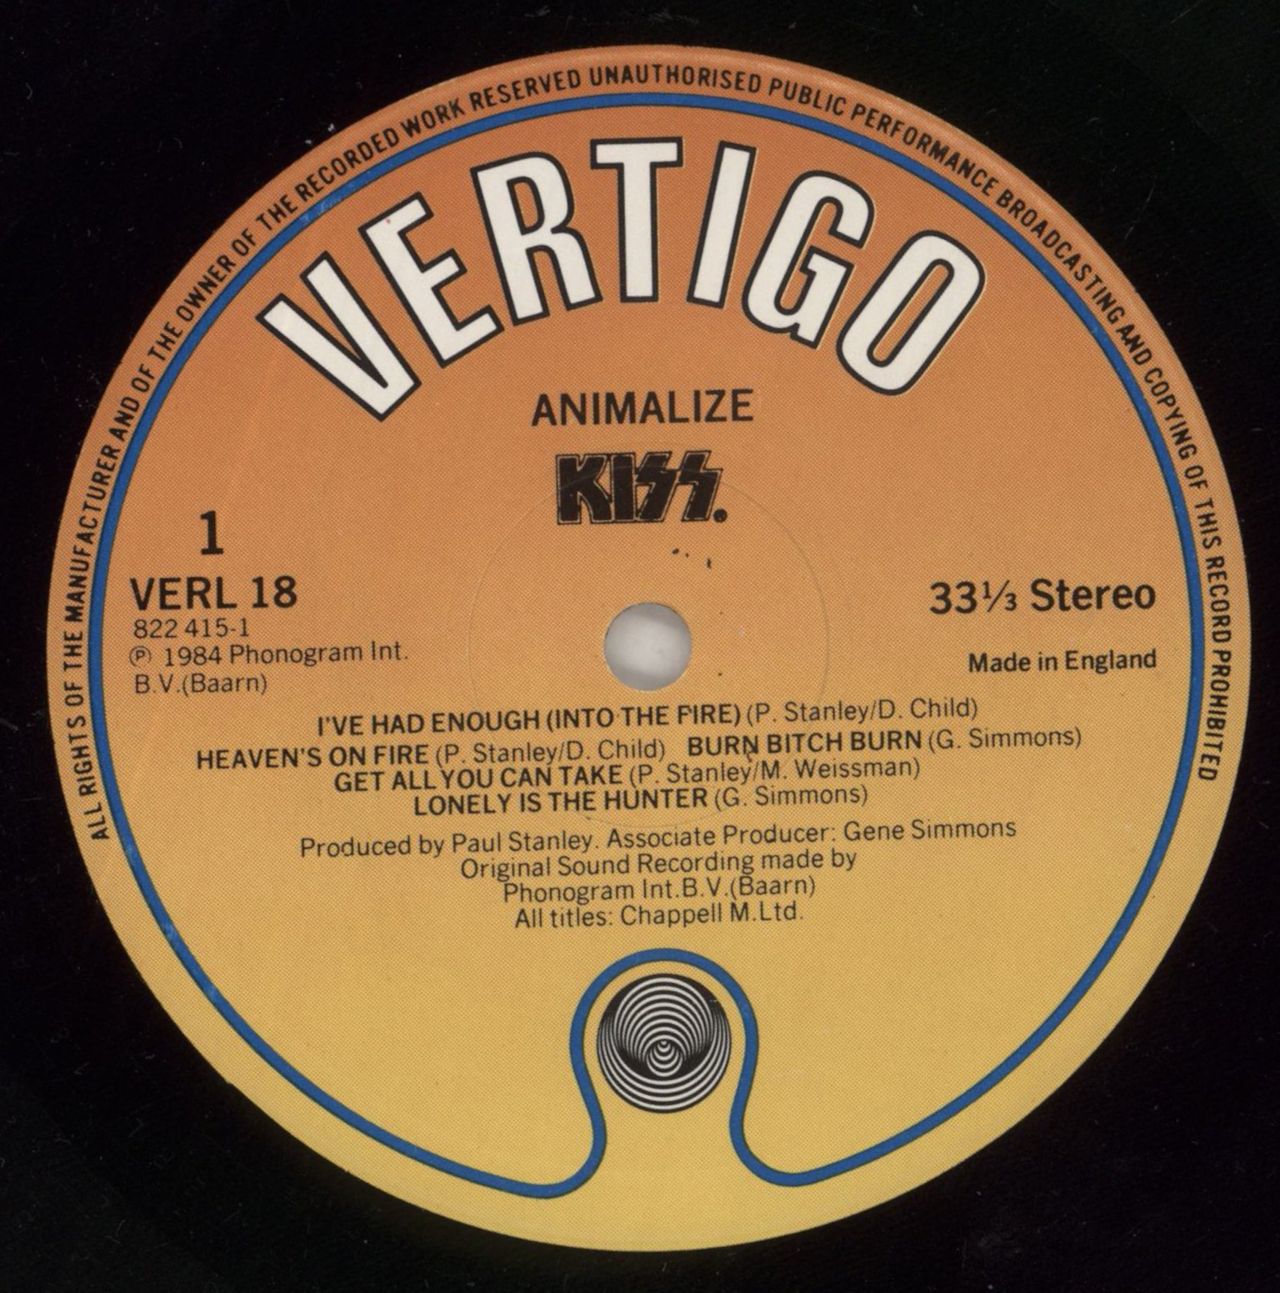 ALL RIGHTS OF THE MANUFACTURER AND OF THE OWNER OF THE RECORDED WORK RESERVED UNAUTHORISED PUBLIC PERFORMANCE BROADCASTING AND COPYING OF THIS RECORD PROHIBITED
VERTIGO
ANIMALIZE
KISS.
1
VERL 18
822 415-1
℗ 1984 Phonogram Int.
B.V.(Baarn)
33⅓ Stereo
Made in England
I'VE HAD ENOUGH (INTO THE FIRE) (P. Stanley/D. Child)
HEAVEN'S ON FIRE (P. Stanley/D. Child) BURN BITCH BURN (G. Simmons)
GET ALL YOU CAN TAKE (P. Stanley/M. Weissman)
LONELY IS THE HUNTER (G. Simmons)
Produced by Paul Stanley. Associate Producer: Gene Simmons
Original Sound Recording made by
Phonogram Int.B.V.(Baarn)
All titles: Chappell M.Ltd.